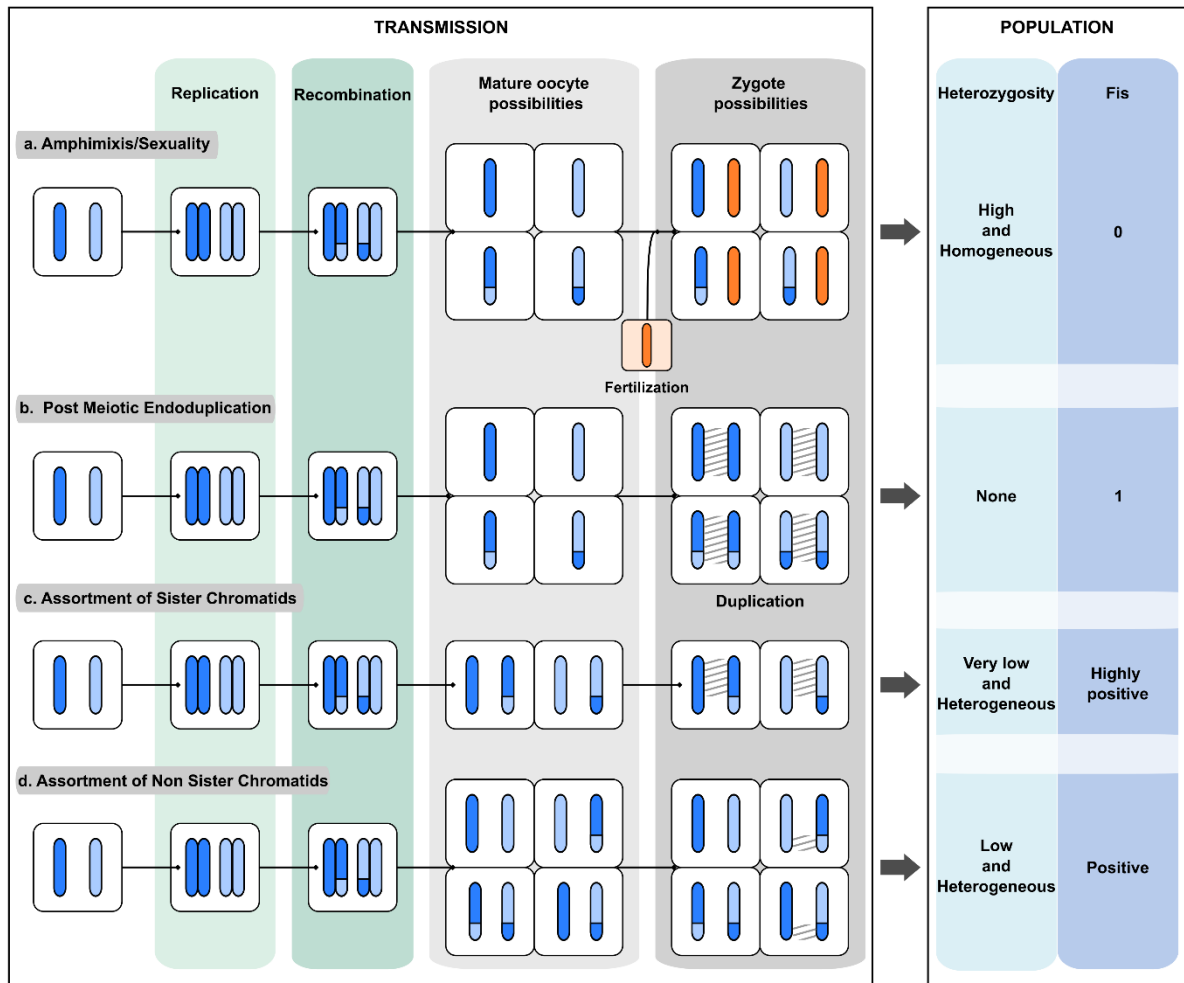 TRANSMISSION
POPULATION
Replication
Recombination
Mature oocyte
possibilities
Zygote
possibilities
Heterozygosity
Fis
a. Amphimixis/Sexuality
High
and
Homogeneous
0
Fertilization
b. Post Meiotic Endoduplication
None
1
c. Assortment of Sister Chromatids
Duplication
Very low
and
Heterogeneous
Highly
positive
d. Assortment of Non Sister Chromatids
Low
and
Heterogeneous
Positive